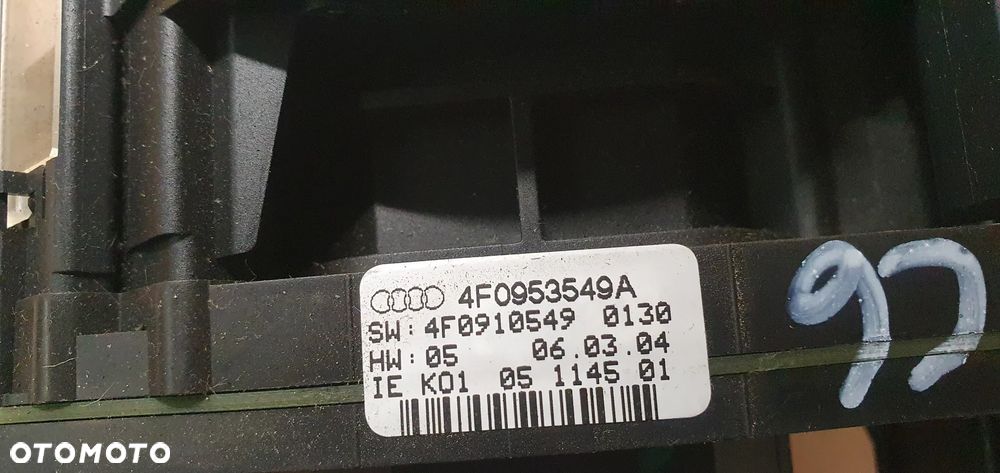 4F0953549A
SW: 4F0910549 0130
HW: 05 06.03.04
IE K01 05 1145 01
97
OTOMOTO